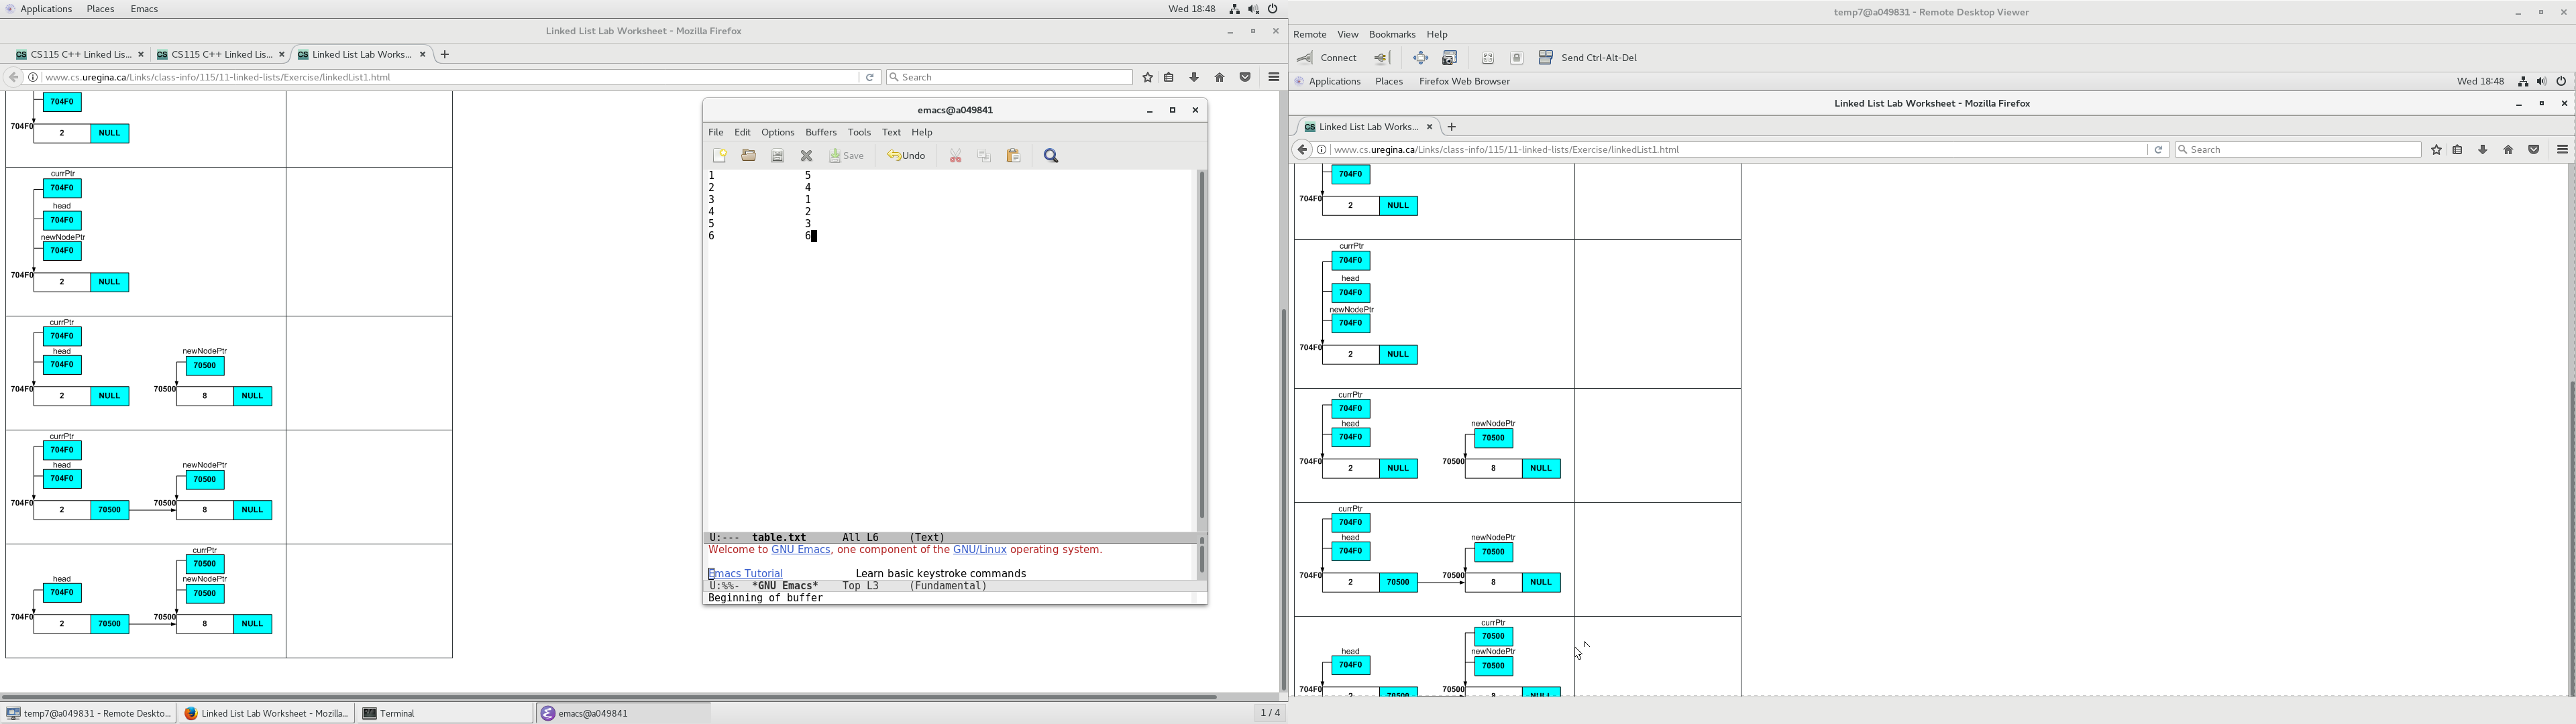 Applications Places Emacs Wed 18:48
Linked List Lab Worksheet - Mozilla Firefox
CS115 C++ Linked Lis... CS115 C++ Linked Lis... Linked List Lab Works...
www.cs.uregina.ca/Links/class-info/115/11-linked-lists/Exercise/linkedList1.html Search
704F0
704F0 2 NULL
currPtr
704F0
head
704F0
newNodePtr
704F0
704F0 2 NULL
currPtr
704F0
head newNodePtr
704F0 70500
704F0 2 NULL 70500 8 NULL
currPtr
704F0
head newNodePtr
704F0 70500
704F0 2 70500 70500 8 NULL
currPtr
70500
head newNodePtr
704F0 70500
704F0 2 70500 70500 8 NULL
emacs@a049841
File Edit Options Buffers Tools Text Help
Save Undo
1 5
2 4
3 1
4 2
5 3
6 6
U:--- table.txt All L6 (Text)
Welcome to GNU Emacs, one component of the GNU/Linux operating system.
Emacs Tutorial Learn basic keystroke commands
U:%%- *GNU Emacs* Top L3 (Fundamental)
Beginning of buffer
temp7@a049831 - Remote Deskto... Linked List Lab Worksheet - Mozilla... Terminal emacs@a049841 1 / 4
temp7@a049831 - Remote Desktop Viewer
Remote View Bookmarks Help
Connect Send Ctrl-Alt-Del
Applications Places Firefox Web Browser Wed 18:48
Linked List Lab Worksheet - Mozilla Firefox
Linked List Lab Works...
www.cs.uregina.ca/Links/class-info/115/11-linked-lists/Exercise/linkedList1.html Search
704F0
704F0 2 NULL
currPtr
704F0
head
704F0
newNodePtr
704F0
704F0 2 NULL
currPtr
704F0
head newNodePtr
704F0 70500
704F0 2 NULL 70500 8 NULL
currPtr
704F0
head newNodePtr
704F0 70500
704F0 2 70500 70500 8 NULL
currPtr
70500
head newNodePtr
704F0 70500
704F0 2 70500 70500 8 NULL